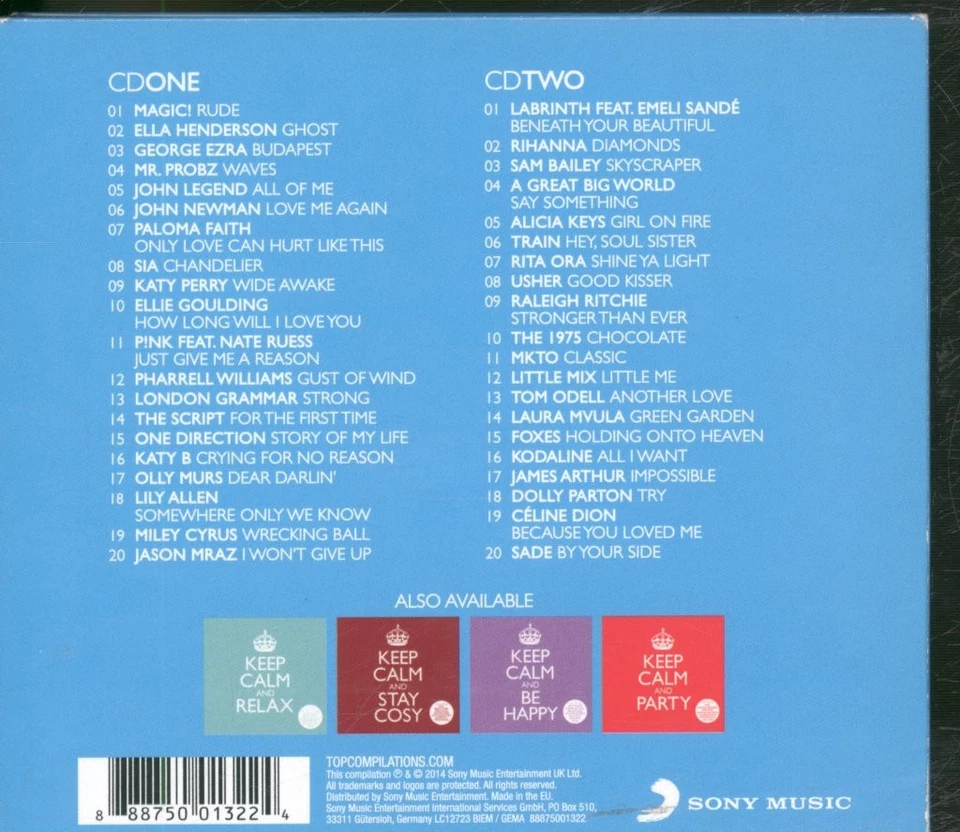 CDONE
01 MAGIC! RUDE
02 ELLA HENDERSON GHOST
03 GEORGE EZRA BUDAPEST
04 MR. PROBZ WAVES
05 JOHN LEGEND ALL OF ME
06 JOHN NEWMAN LOVE ME AGAIN
07 PALOMA FAITH
ONLY LOVE CAN HURT LIKE THIS
08 SIA CHANDELIER
09 KATY PERRY WIDE AWAKE
10 ELLIE GOULDING
HOW LONG WILL I LOVE YOU
11 P!NK FEAT. NATE RUESS
JUST GIVE ME A REASON
12 PHARRELL WILLIAMS GUST OF WIND
13 LONDON GRAMMAR STRONG
14 THE SCRIPT FOR THE FIRST TIME
15 ONE DIRECTION STORY OF MY LIFE
16 KATY B CRYING FOR NO REASON
17 OLLY MURS DEAR DARLIN'
18 LILY ALLEN
SOMEWHERE ONLY WE KNOW
19 MILEY CYRUS WRECKING BALL
20 JASON MRAZ I WON'T GIVE UP
CDTWO
01 LABRINTH FEAT. EMELI SANDÉ
BENEATH YOUR BEAUTIFUL
02 RIHANNA DIAMONDS
03 SAM BAILEY SKYSCRAPER
04 A GREAT BIG WORLD
SAY SOMETHING
05 ALICIA KEYS GIRL ON FIRE
06 TRAIN HEY, SOUL SISTER
07 RITA ORA SHINE YA LIGHT
08 USHER GOOD KISSER
09 RALEIGH RITCHIE
STRONGER THAN EVER
10 THE 1975 CHOCOLATE
11 MKTO CLASSIC
12 LITTLE MIX LITTLE ME
13 TOM ODELL ANOTHER LOVE
14 LAURA MVULA GREEN GARDEN
15 FOXES HOLDING ONTO HEAVEN
16 KODALINE ALL I WANT
17 JAMES ARTHUR IMPOSSIBLE
18 DOLLY PARTON TRY
19 CÉLINE DION
BECAUSE YOU LOVED ME
20 SADE BY YOUR SIDE
ALSO AVAILABLE
KEEP
CALM
AND
RELAX
KEEP
CALM
AND
STAY
COSY
KEEP
CALM
AND
BE
HAPPY
KEEP
CALM
AND
PARTY
8 88750 01322 4
TOPCOMPILATIONS.COM
This compilation ℗ & © 2014 Sony Music Entertainment UK Ltd.
All trademarks and logos are protected. All rights reserved.
Distributed by Sony Music Entertainment. Made in the EU.
Sony Music Entertainment International Services GmbH, PO Box 510,
33311 Gütersloh, Germany LC12723 BIEM / GEMA 88875001322
SONY MUSIC